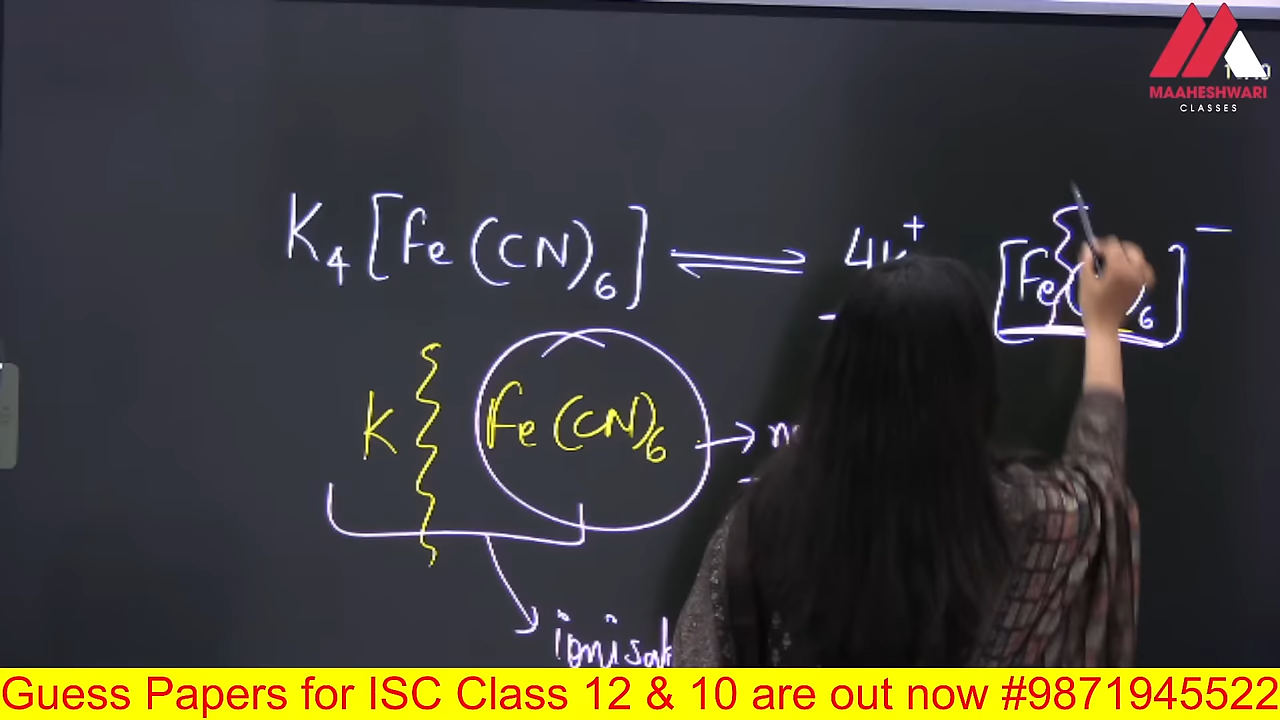 MAAHESHWARI
CLASSES
K₄[Fe(CN)₆] ⇌ 4K⁺ [Fe( )₆]⁻
K Fe(CN)₆ →
Guess Papers for ISC Class 12 & 10 are out now #9871945522